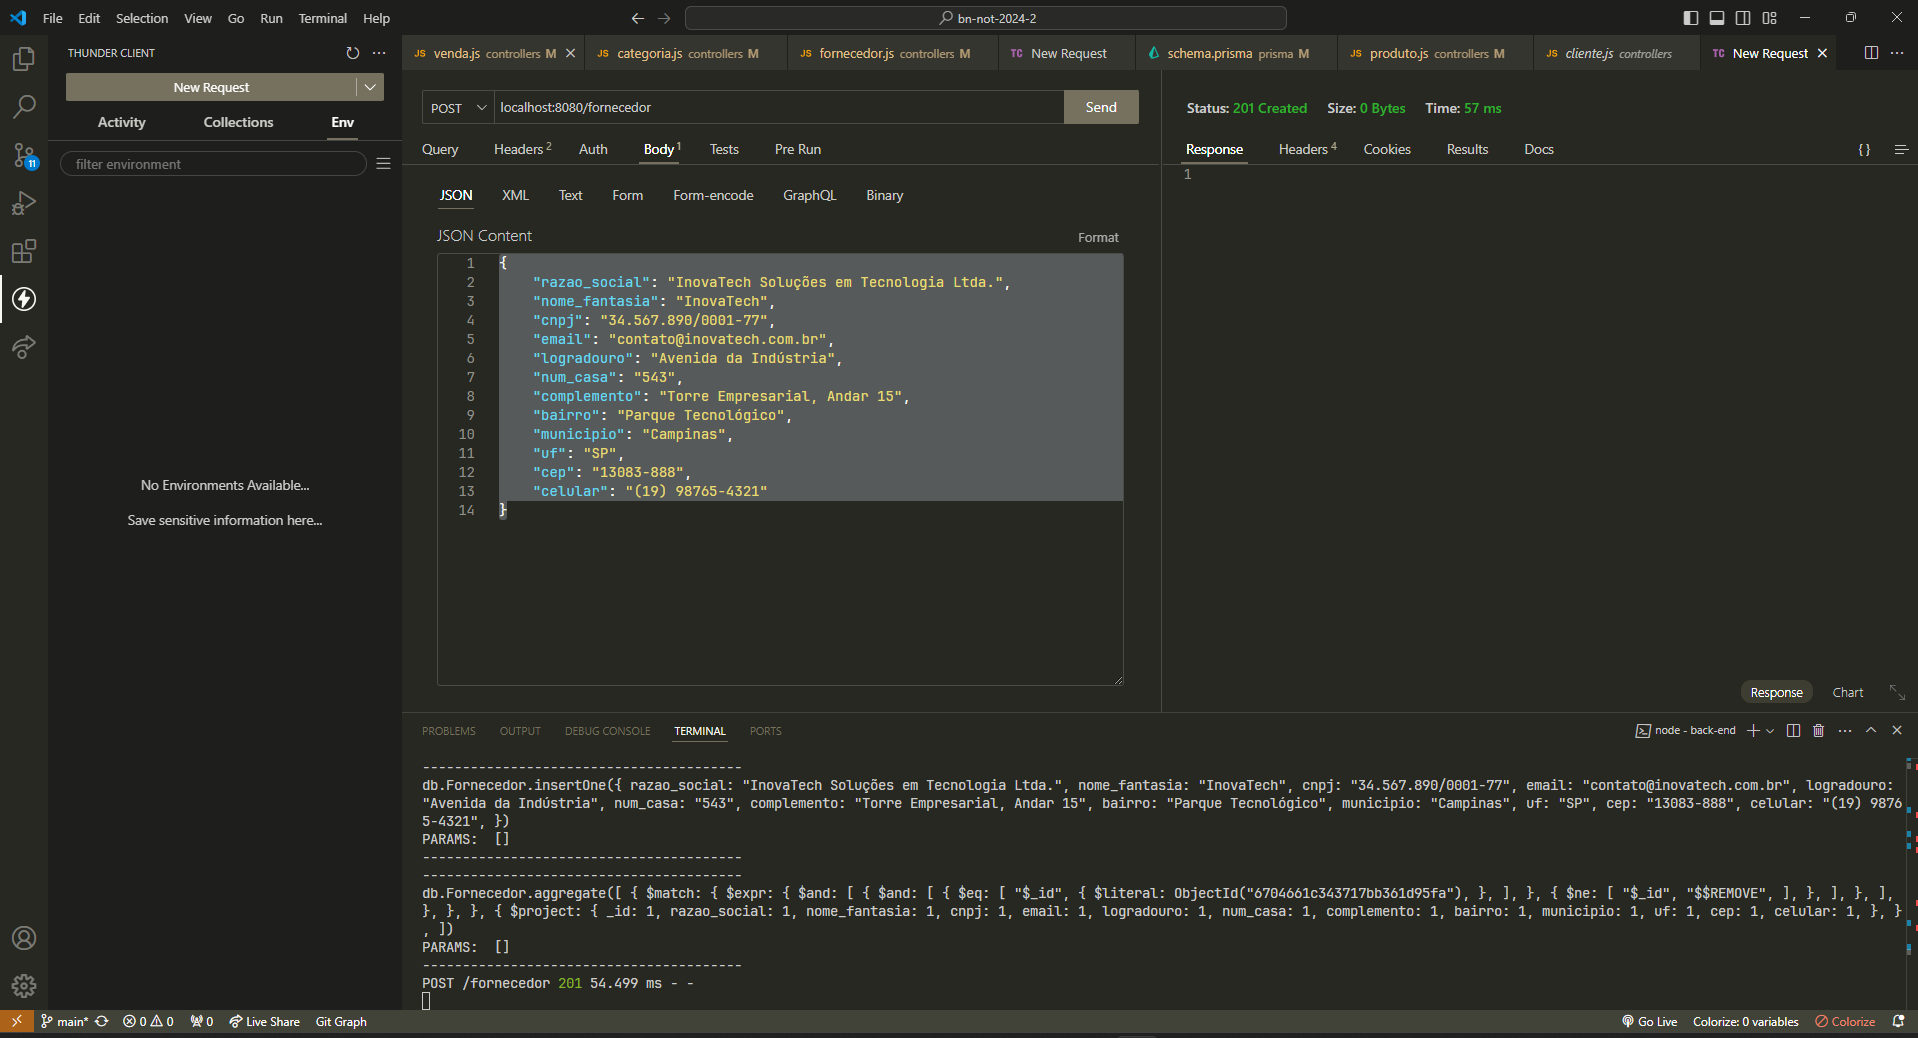 File Edit Selection View Go Run Terminal Help
bn-not-2024-2
THUNDER CLIENT
New Request
Activity Collections Env
filter environment
No Environments Available...
Save sensitive information here...
11
JS venda.js controllers M
JS categoria.js controllers M
JS fornecedor.js controllers M
TC New Request
schema.prisma prisma M
JS produto.js controllers M
JS cliente.js controllers
TC New Request
POST localhost:8080/fornecedor Send
Query Headers 2 Auth Body 1 Tests Pre Run
JSON XML Text Form Form-encode GraphQL Binary
JSON Content Format
1 {
2 "razao_social": "InovaTech Soluções em Tecnologia Ltda.",
3 "nome_fantasia": "InovaTech",
4 "cnpj": "34.567.890/0001-77",
5 "email": "contato@inovatech.com.br",
6 "logradouro": "Avenida da Indústria",
7 "num_casa": "543",
8 "complemento": "Torre Empresarial, Andar 15",
9 "bairro": "Parque Tecnológico",
10 "municipio": "Campinas",
11 "uf": "SP",
12 "cep": "13083-888",
13 "celular": "(19) 98765-4321"
14 }
Status: 201 Created Size: 0 Bytes Time: 57 ms
Response Headers 4 Cookies Results Docs {}
1
Response Chart
PROBLEMS OUTPUT DEBUG CONSOLE TERMINAL PORTS
node - back-end
----------------------------------------
db.Fornecedor.insertOne({ razao_social: "InovaTech Soluções em Tecnologia Ltda.", nome_fantasia: "InovaTech", cnpj: "34.567.890/0001-77", email: "contato@inovatech.com.br", logradouro:
"Avenida da Indústria", num_casa: "543", complemento: "Torre Empresarial, Andar 15", bairro: "Parque Tecnológico", municipio: "Campinas", uf: "SP", cep: "13083-888", celular: "(19) 9876
5-4321", })
PARAMS:  []
----------------------------------------
----------------------------------------
db.Fornecedor.aggregate([ { $match: { $expr: { $and: [ { $and: [ { $eq: [ "$_id", { $literal: ObjectId("6704661c343717bb361d95fa"), }, ], }, { $ne: [ "$_id", "$$REMOVE", ], }, ], }, ],
}, }, }, { $project: { _id: 1, razao_social: 1, nome_fantasia: 1, cnpj: 1, email: 1, logradouro: 1, num_casa: 1, complemento: 1, bairro: 1, municipio: 1, uf: 1, cep: 1, celular: 1, }, }
, ])
PARAMS:  []
----------------------------------------
POST /fornecedor 201 54.499 ms - -
main* 0 0 0 Live Share Git Graph
Go Live Colorize: 0 variables Colorize